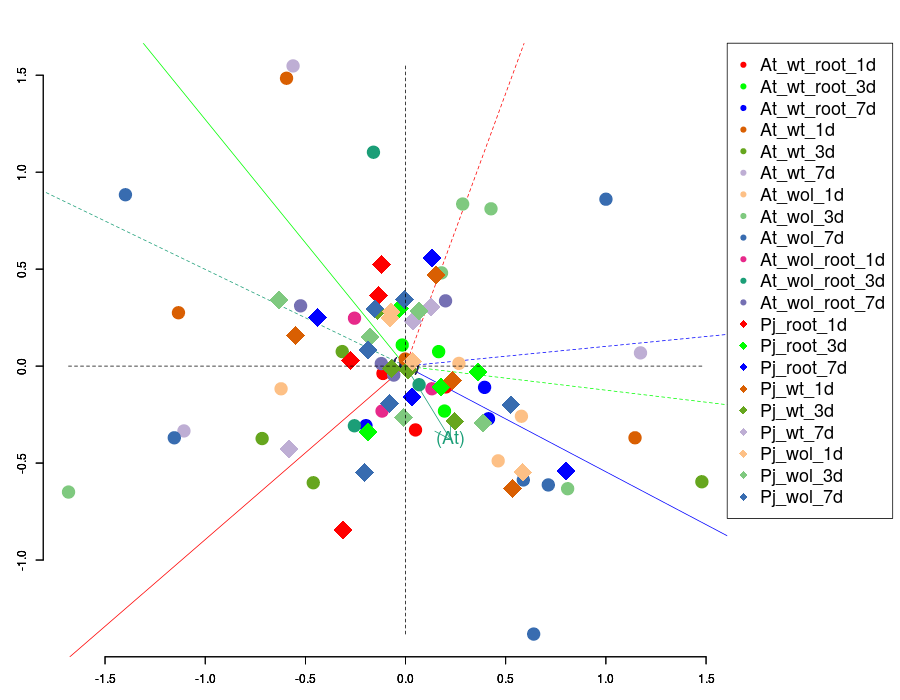 1.5
1.0
0.5
0.0
-0.5
-1.0
-1.5
-1.0
-0.5
0.0
0.5
1.0
1.5
(At)
At_wt_root_1d
At_wt_root_3d
At_wt_root_7d
At_wt_1d
At_wt_3d
At_wt_7d
At_wol_1d
At_wol_3d
At_wol_7d
At_wol_root_1d
At_wol_root_3d
At_wol_root_7d
Pj_root_1d
Pj_root_3d
Pj_root_7d
Pj_wt_1d
Pj_wt_3d
Pj_wt_7d
Pj_wol_1d
Pj_wol_3d
Pj_wol_7d